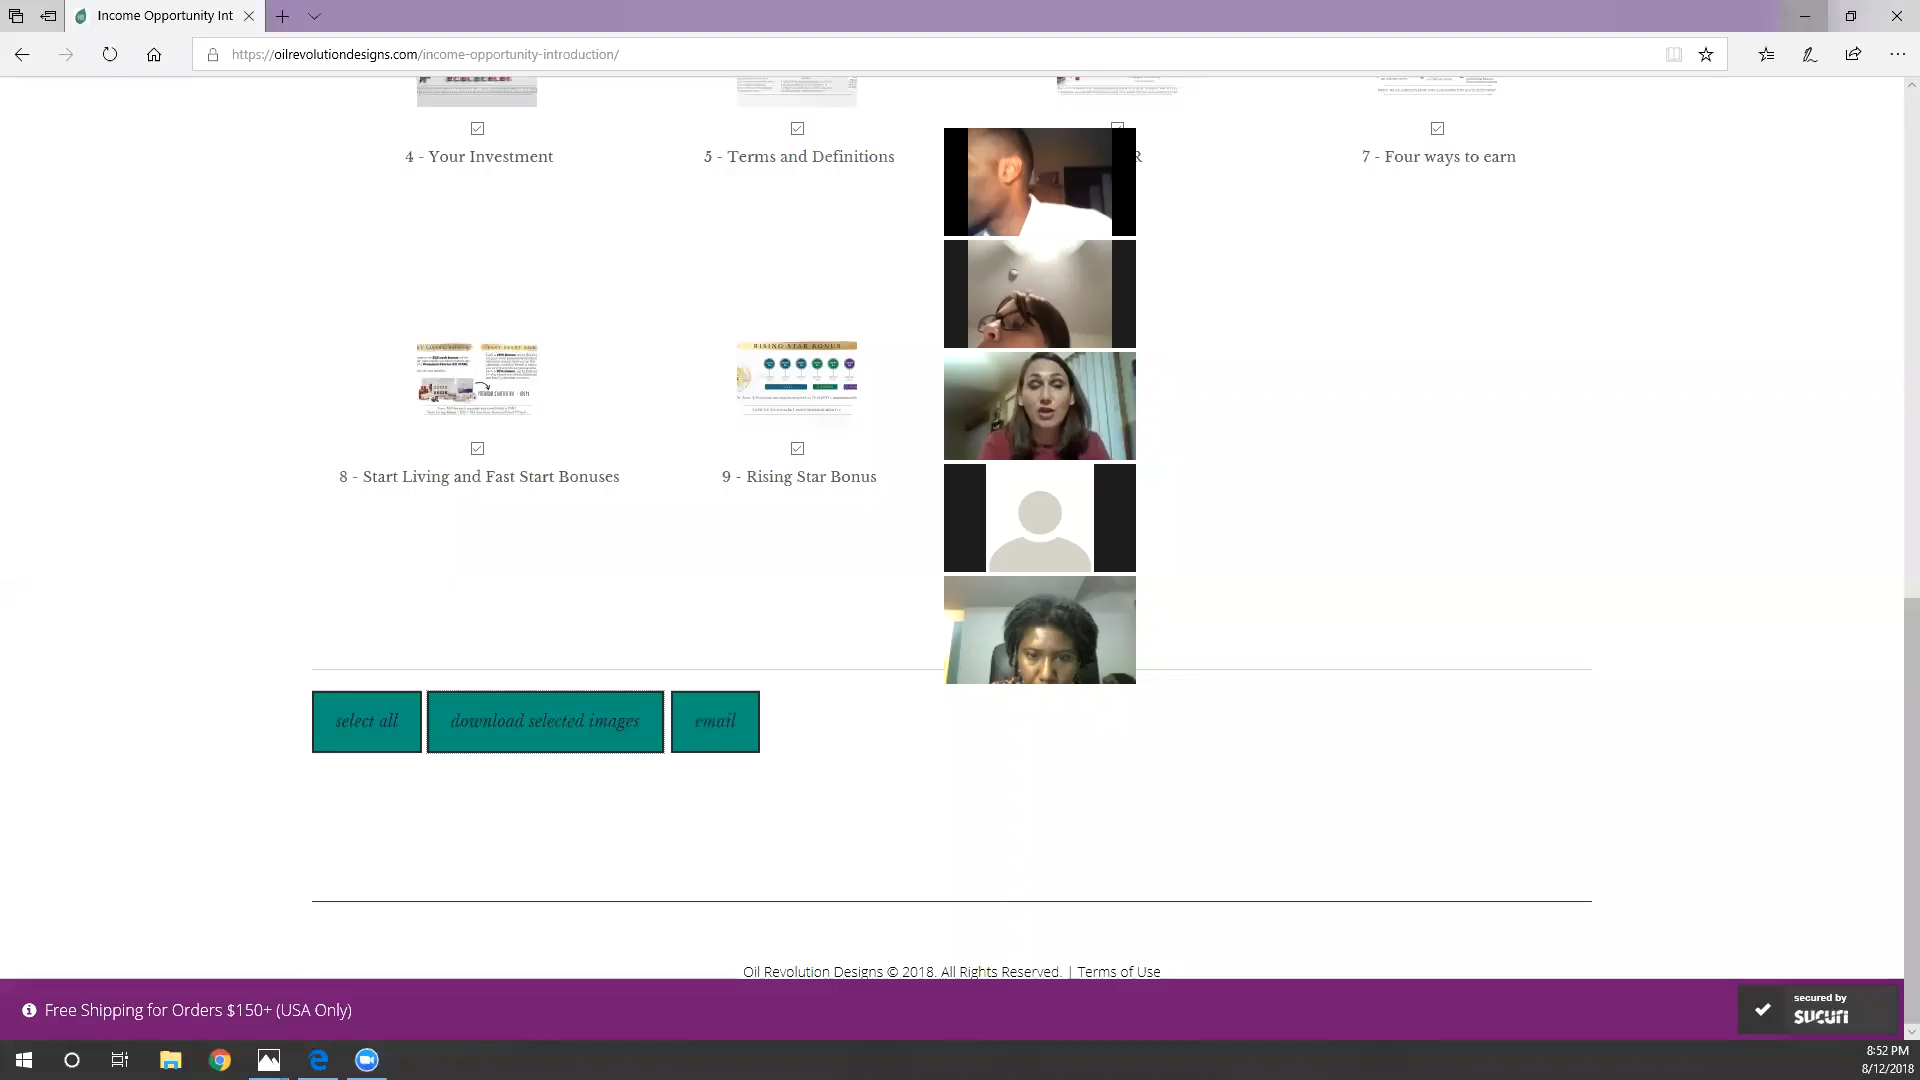 Income Opportunity Int
https://oilrevolutiondesigns.com/income-opportunity-introduction/
4 - Your Investment
5 - Terms and Definitions
R
7 - Four ways to earn
RISING STAR BONUS
8 - Start Living and Fast Start Bonuses
9 - Rising Star Bonus
select all
download selected images
email
Oil Revolution Designs © 2018. All Rights Reserved. | Terms of Use
Free Shipping for Orders $150+ (USA Only)
secured by
sucuri
8:52 PM
8/12/2018